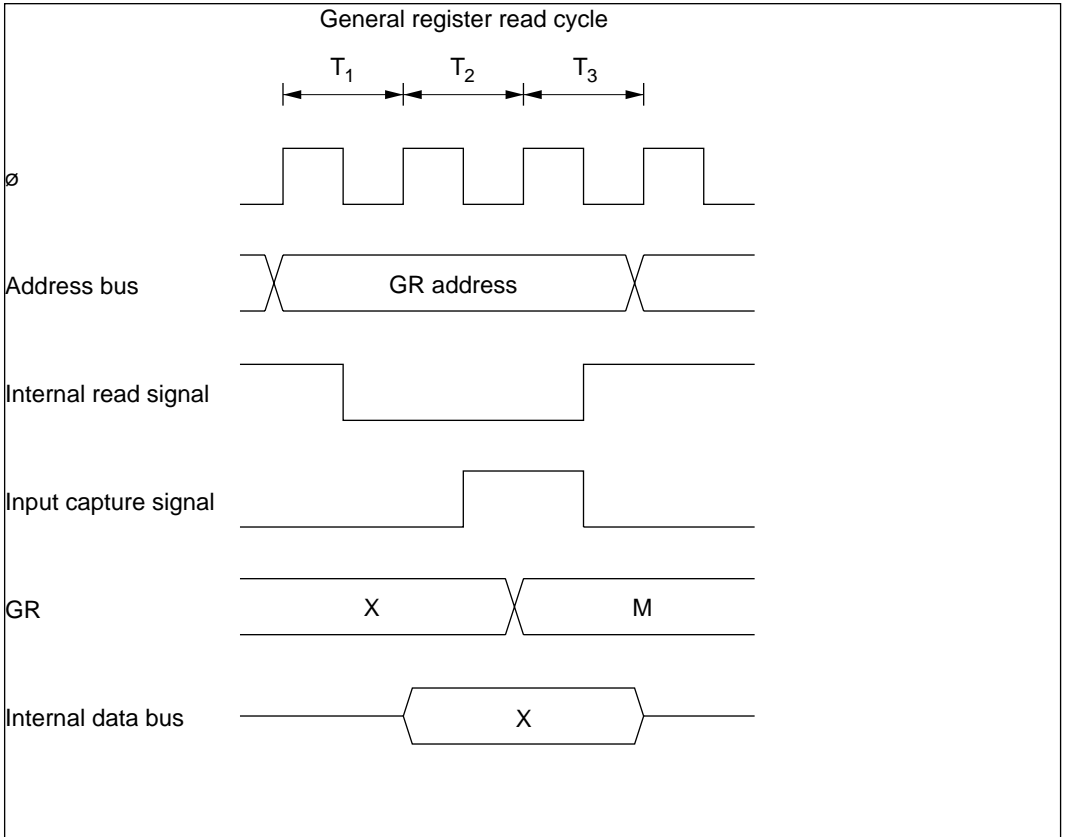 General register read cycle
T1 T2 T3
ø
Address bus GR address
Internal read signal
Input capture signal
GR X M
Internal data bus X